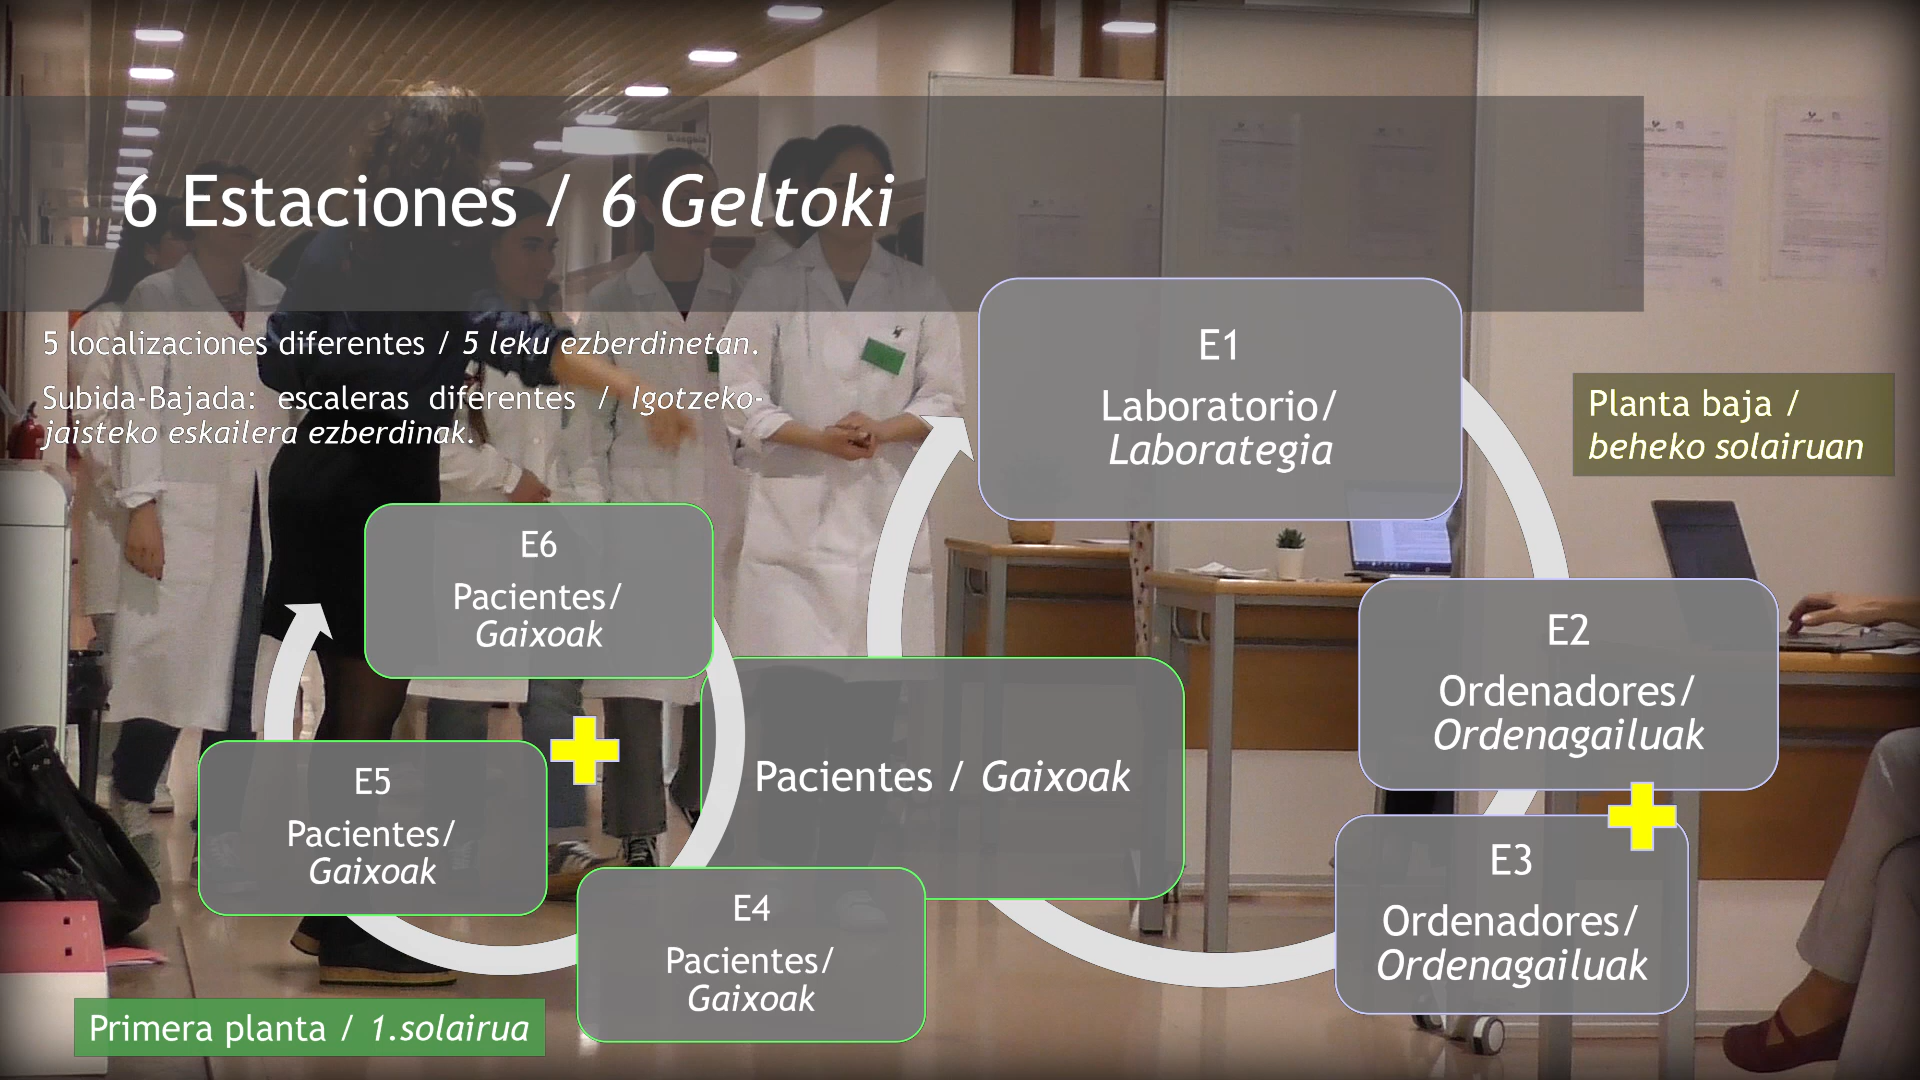 6 Estaciones / 6 Geltoki
5 localizaciones diferentes / 5 leku ezberdinetan.
Subida-Bajada: escaleras diferentes / Igotzeko-
jaisteko eskailera ezberdinak.
E1
Laboratorio/
Laborategia
Planta baja /
beheko solairuan
E2
Ordenadores/
Ordenagailuak
E3
Ordenadores/
Ordenagailuak
Pacientes / Gaixoak
E4
Pacientes/
Gaixoak
E5
Pacientes/
Gaixoak
E6
Pacientes/
Gaixoak
Primera planta / 1.solairua